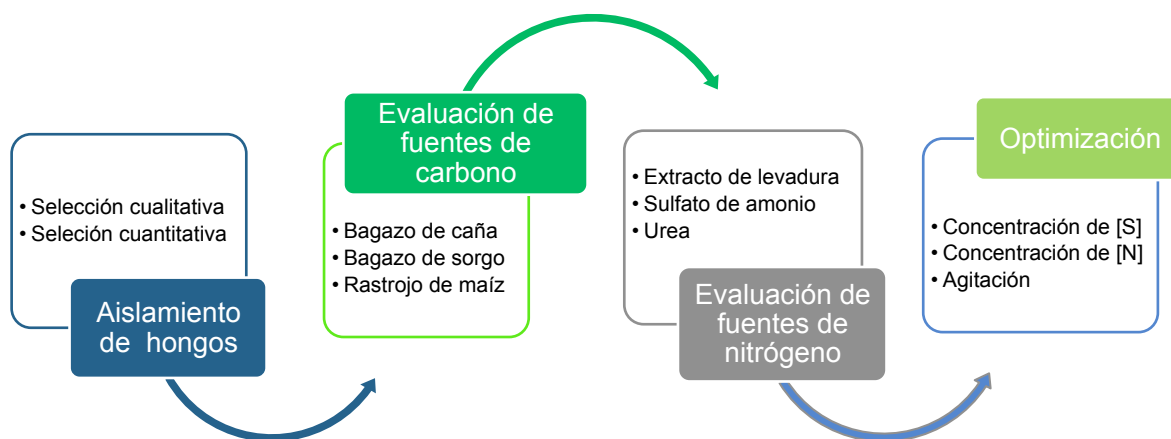 • Selección cualitativa
• Seleción cuantitativa
Aislamiento
de hongos
Evaluación de
fuentes de
carbono
• Bagazo de caña
• Bagazo de sorgo
• Rastrojo de maíz
• Extracto de levadura
• Sulfato de amonio
• Urea
Evaluación de
fuentes de
nitrógeno
Optimización
• Concentración de [S]
• Concentración de [N]
• Agitación